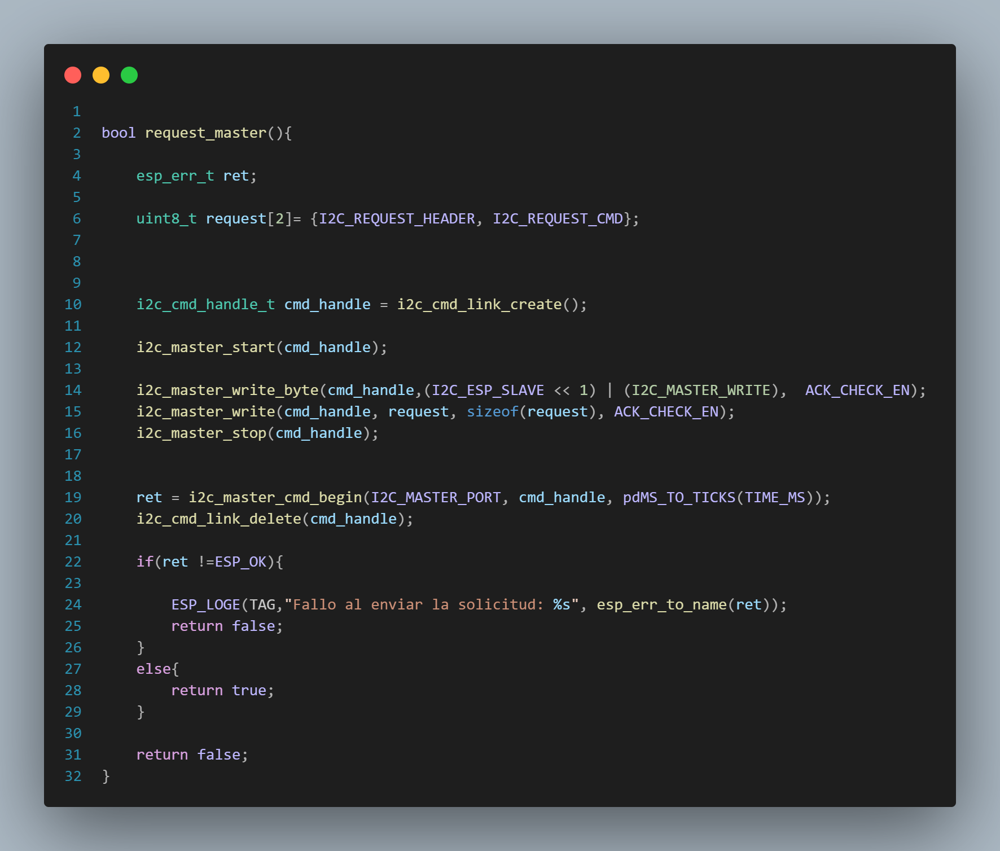 1
2 bool request_master(){
3
4     esp_err_t ret;
5
6     uint8_t request[2]= {I2C_REQUEST_HEADER, I2C_REQUEST_CMD};
7
8
9
10     i2c_cmd_handle_t cmd_handle = i2c_cmd_link_create();
11
12     i2c_master_start(cmd_handle);
13
14     i2c_master_write_byte(cmd_handle,(I2C_ESP_SLAVE << 1) | (I2C_MASTER_WRITE),  ACK_CHECK_EN);
15     i2c_master_write(cmd_handle, request, sizeof(request), ACK_CHECK_EN);
16     i2c_master_stop(cmd_handle);
17
18
19     ret = i2c_master_cmd_begin(I2C_MASTER_PORT, cmd_handle, pdMS_TO_TICKS(TIME_MS));
20     i2c_cmd_link_delete(cmd_handle);
21
22     if(ret !=ESP_OK){
23
24         ESP_LOGE(TAG,"Fallo al enviar la solicitud: %s", esp_err_to_name(ret));
25         return false;
26     }
27     else{
28         return true;
29     }
30
31     return false;
32 }